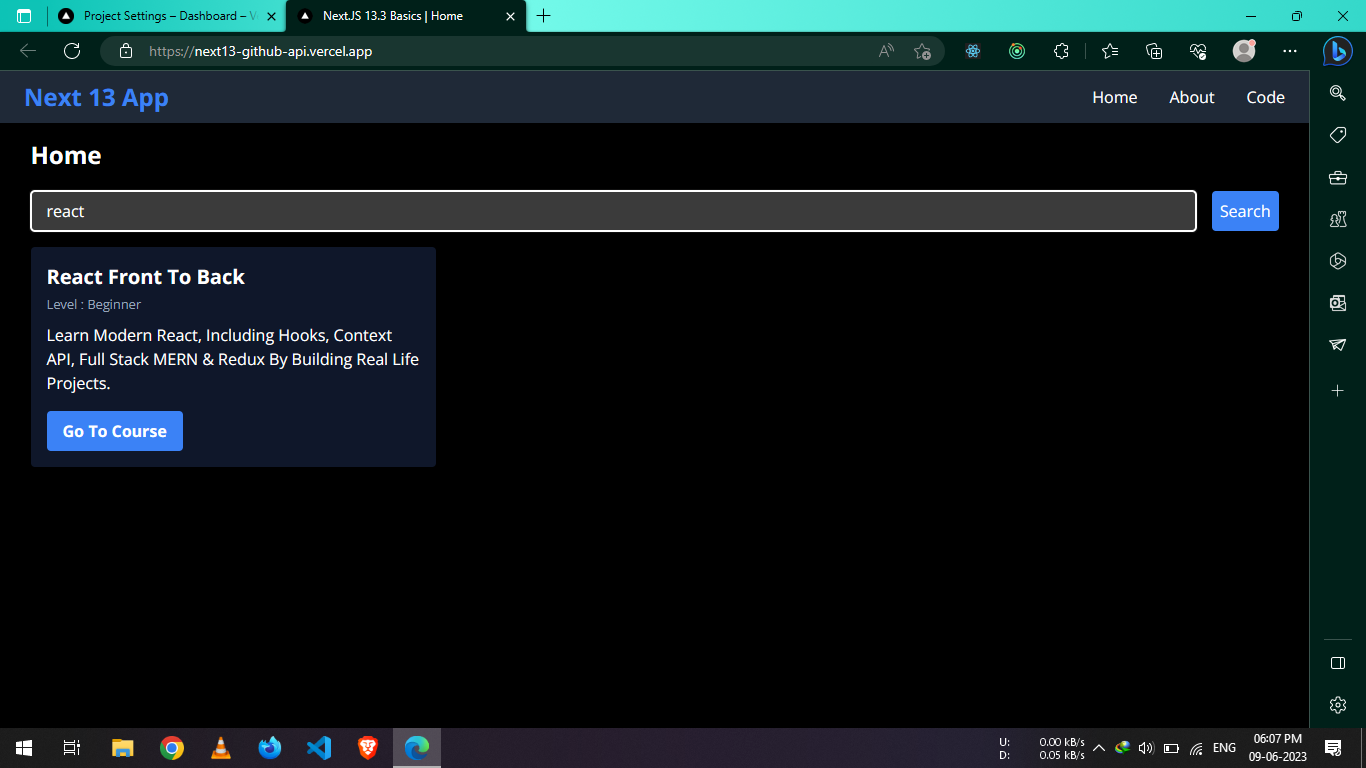 Project Settings – Dashboard – V
NextJS 13.3 Basics | Home
https://next13-github-api.vercel.app
Next 13 App
Home
About
Code
Home
react
Search
React Front To Back
Level : Beginner
Learn Modern React, Including Hooks, Context
API, Full Stack MERN & Redux By Building Real Life
Projects.
Go To Course
U: 0.00 kB/s
D: 0.05 kB/s
ENG
06:07 PM
09-06-2023